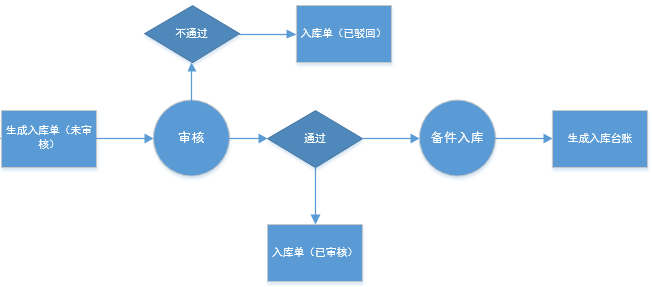 不通过
入库单（已驳回）
生成入库单（未审
核）
审核
通过
备件入库
生成入库台账
入库单（已审核）